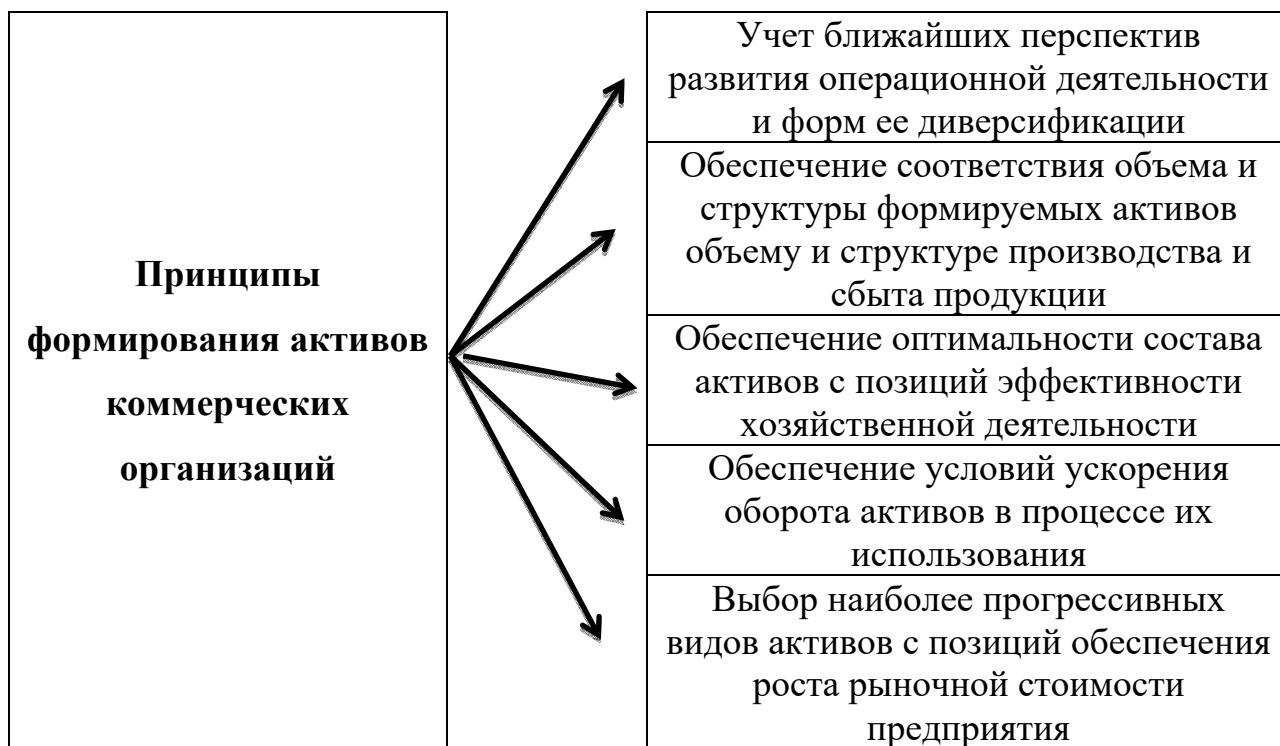 Принципы
формирования активов
коммерческих
организаций
Учет ближайших перспектив
развития операционной деятельности
и форм ее диверсификации
Обеспечение соответствия объема и
структуры формируемых активов
объему и структуре производства и
сбыта продукции
Обеспечение оптимальности состава
активов с позиций эффективности
хозяйственной деятельности
Обеспечение условий ускорения
оборота активов в процессе их
использования
Выбор наиболее прогрессивных
видов активов с позиций обеспечения
роста рыночной стоимости
предприятия